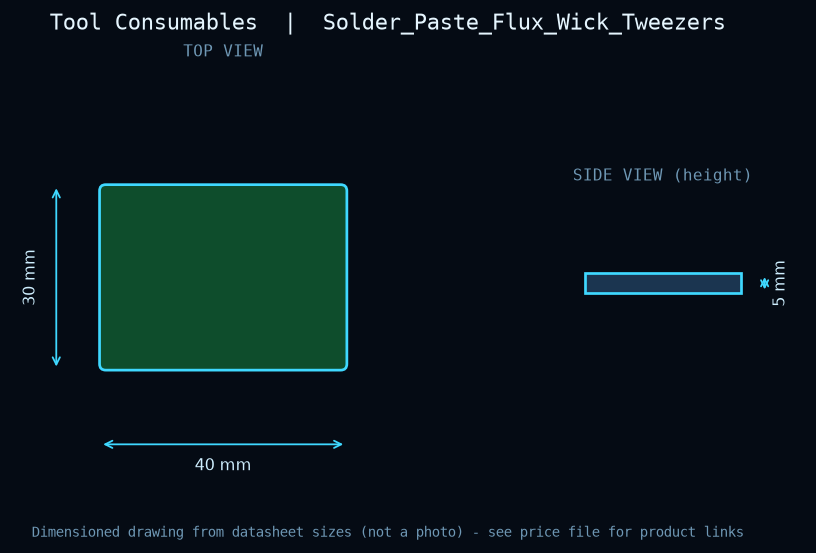 Tool Consumables  |  Solder_Paste_Flux_Wick_Tweezers
TOP VIEW
SIDE VIEW (height)
30 mm
5 mm
40 mm
Dimensioned drawing from datasheet sizes (not a photo) - see price file for product links